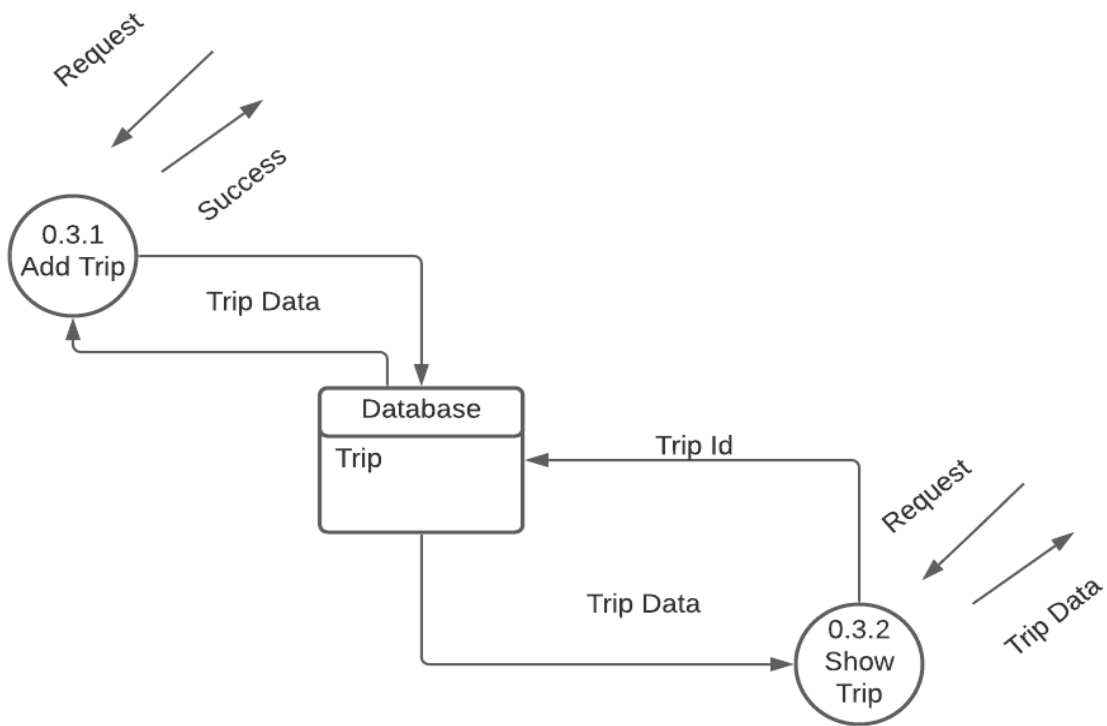 Request
Success
0.3.1
Add Trip
Trip Data
Database
Trip
Trip Id
Request
Trip Data
Trip Data
0.3.2
Show
Trip